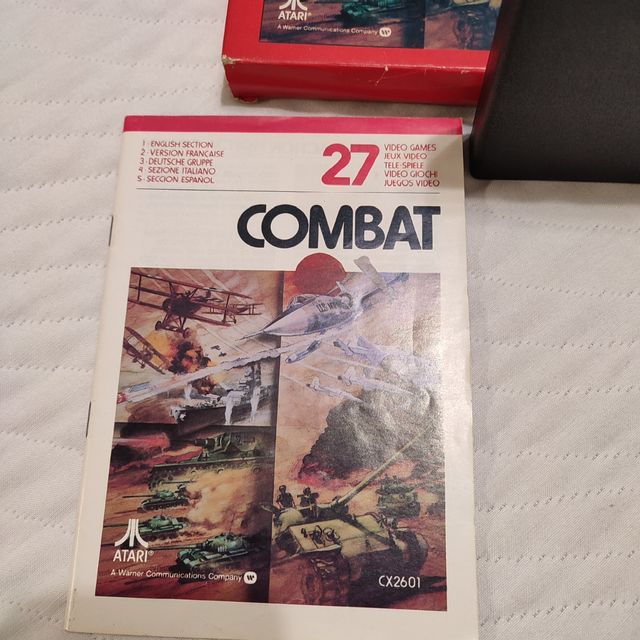 ATARI®
A Warner Communications Company
1 - ENGLISH SECTION
2 - VERSION FRANCAISE
3 - DEUTSCHE GRUPPE
4 - SEZIONE ITALIANO
5 - SECCION ESPAÑOL
27
VIDEO GAMES
JEUX VIDEO
TELE-SPIELE
VIDEO GIOCHI
JUEGOS VIDEO
COMBAT
ATARI®
A Warner Communications Company
CX2601